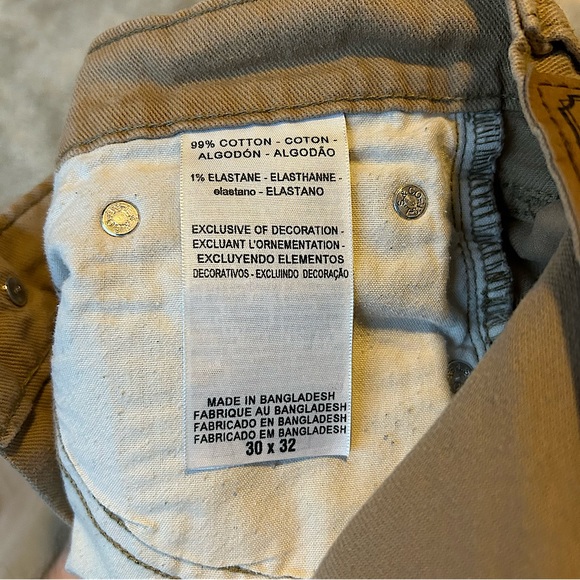 99% COTTON - COTON -
ALGODÓN - ALGODÃO
1% ELASTANE - ELASTHANNE -
elastano - ELASTANO
EXCLUSIVE OF DECORATION -
EXCLUANT L'ORNEMENTATION -
EXCLUYENDO ELEMENTOS
DECORATIVOS - EXCLUINDO DECORAÇÃO
MADE IN BANGLADESH
FABRIQUE AU BANGLADESH
FABRICADO EN BANGLADESH
FABRICADO EM BANGLADESH
30 x 32